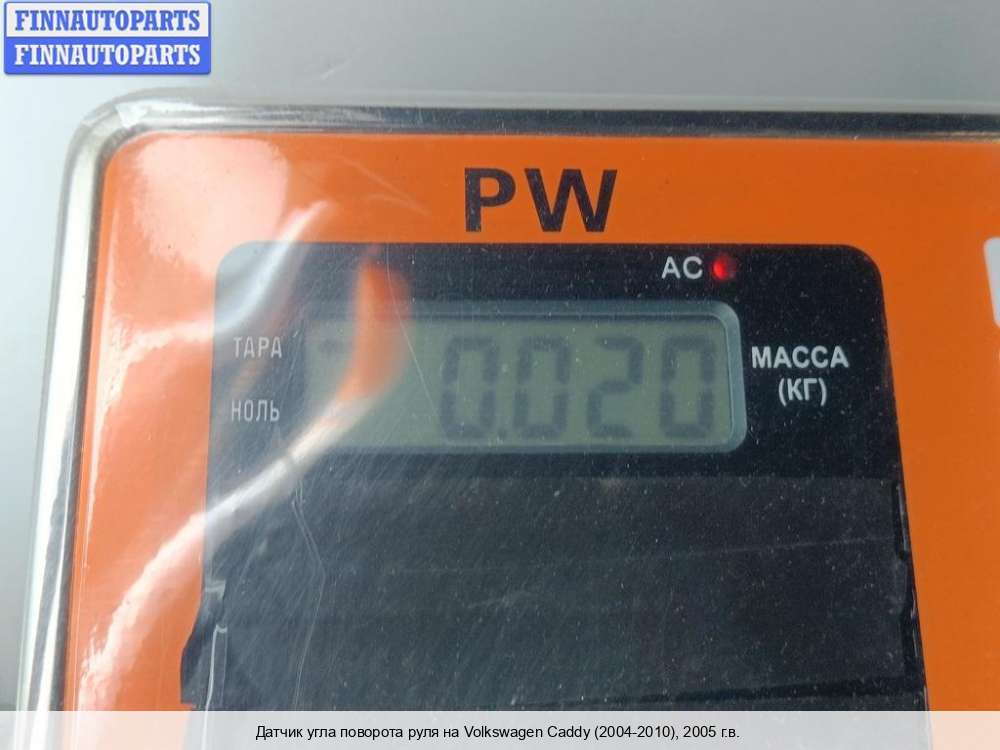 FINNAUTOPARTS
FINNAUTOPARTS
PW
AC
ТАРА
0.020
МАССА
(КГ)
НОЛЬ
Датчик угла поворота руля на Volkswagen Caddy (2004-2010), 2005 г.в.